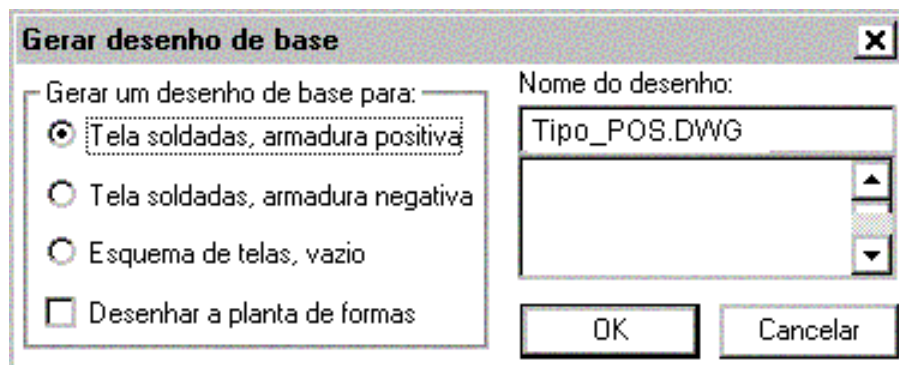 Gerar desenho de base
Gerar um desenho de base para:
Tela soldadas, armadura positiva
Tela soldadas, armadura negativa
Esquema de telas, vazio
Desenhar a planta de formas
Nome do desenho:
Tipo_POS.DWG
OK
Cancelar